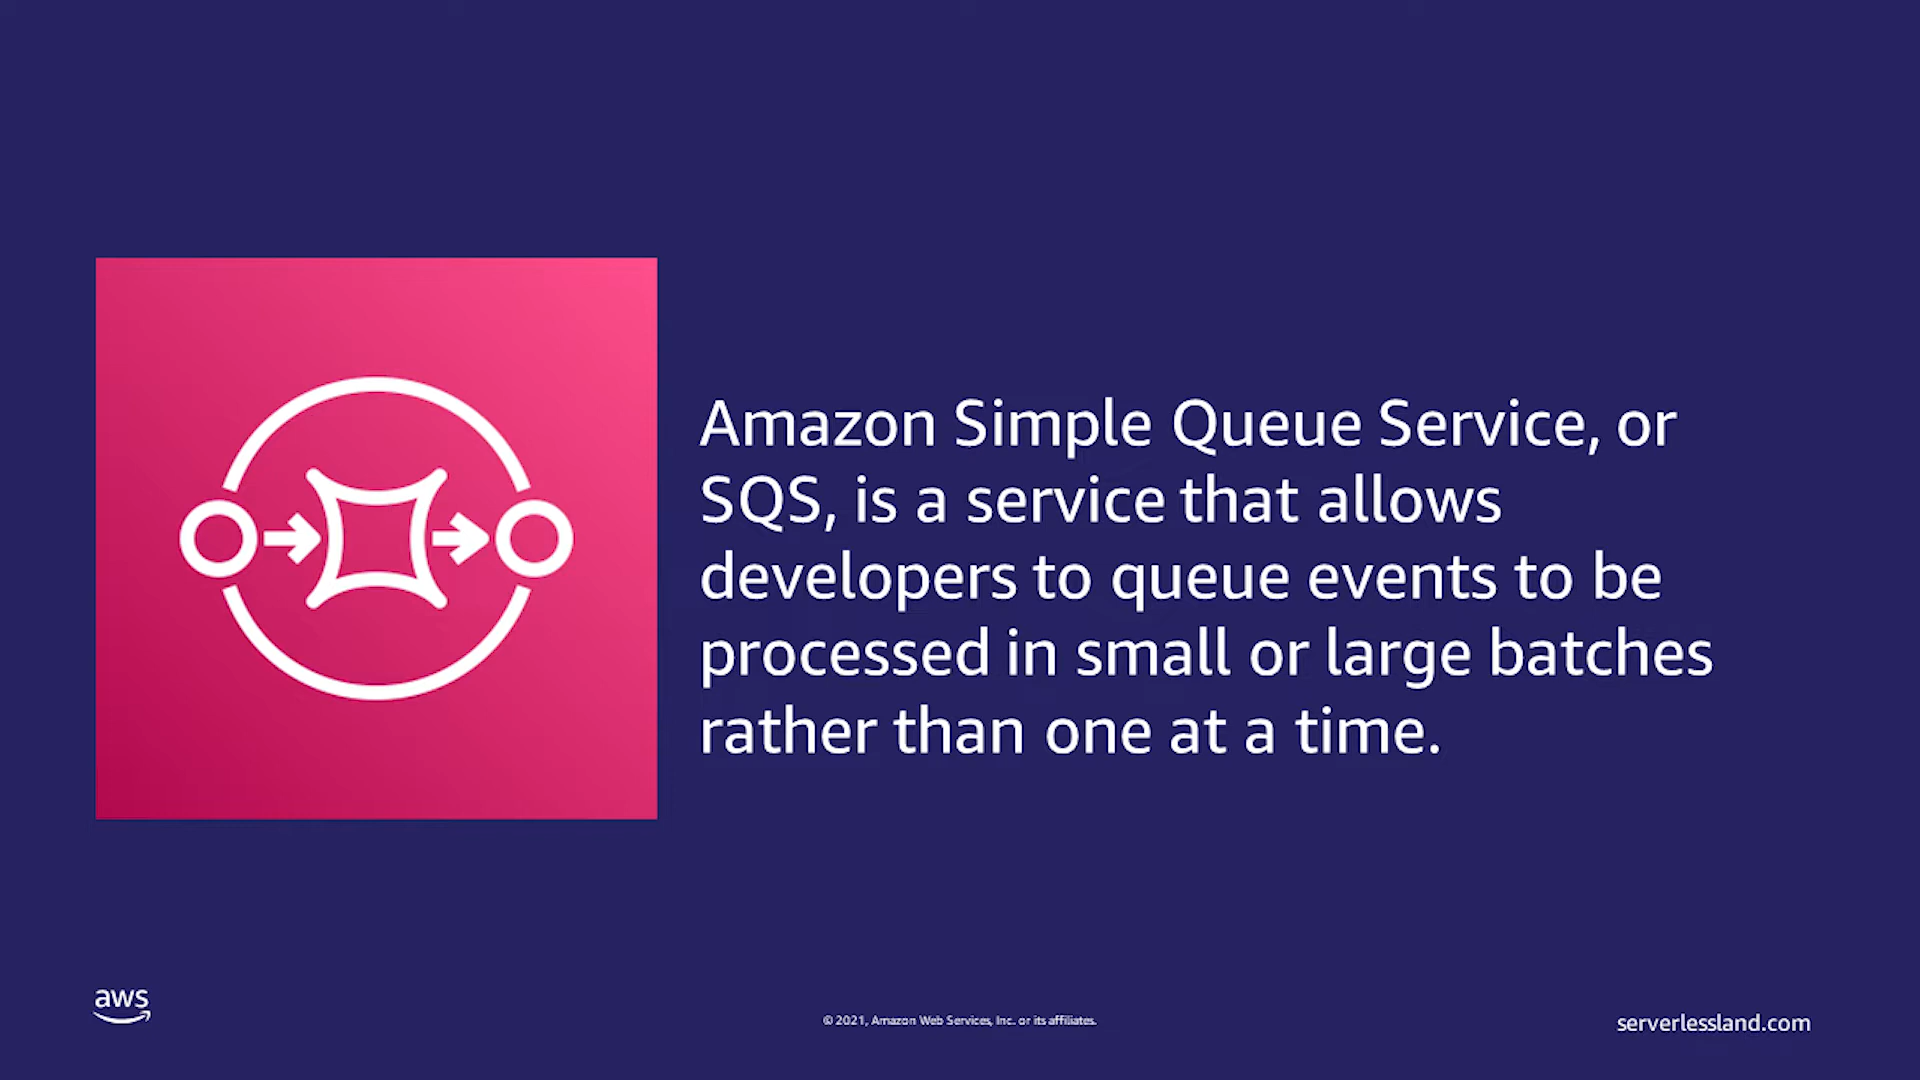 Amazon Simple Queue Service, or
SQS, is a service that allows
developers to queue events to be
processed in small or large batches
rather than one at a time.
aws
© 2021, Amazon Web Services, Inc. or its affiliates.
serverlessland.com